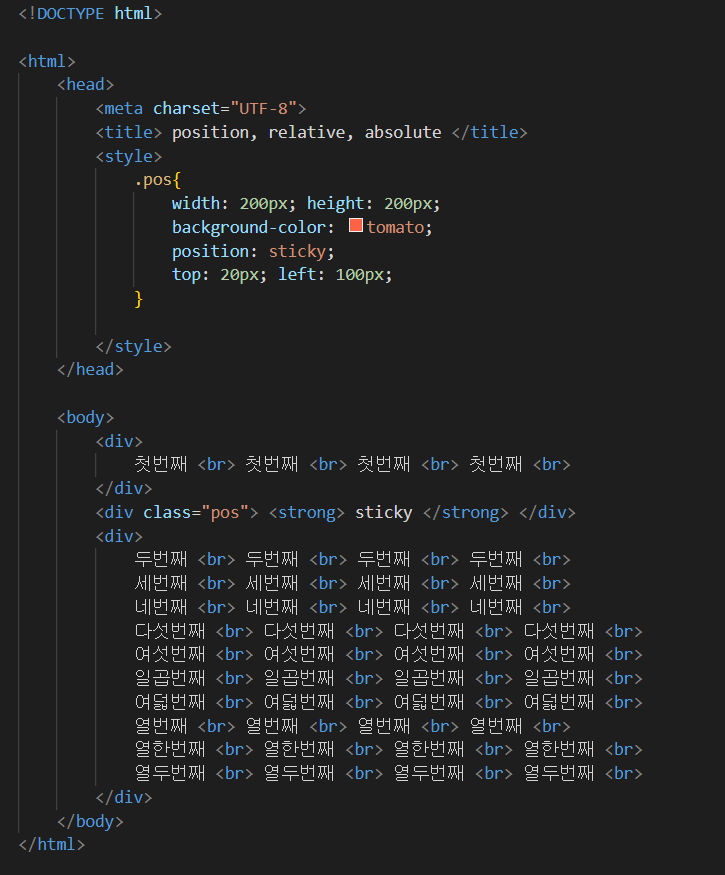 <!DOCTYPE html>
<html>
<head>
<meta charset="UTF-8">
<title> position, relative, absolute </title>
<style>
.pos{
width: 200px; height: 200px;
background-color: tomato;
position: sticky;
top: 20px; left: 100px;
}
</style>
</head>
<body>
<div>
첫번째 <br> 첫번째 <br> 첫번째 <br> 첫번째 <br>
</div>
<div class="pos"> <strong> sticky </strong> </div>
<div>
두번째 <br> 두번째 <br> 두번째 <br> 두번째 <br>
세번째 <br> 세번째 <br> 세번째 <br> 세번째 <br>
네번째 <br> 네번째 <br> 네번째 <br> 네번째 <br>
다섯번째 <br> 다섯번째 <br> 다섯번째 <br> 다섯번째 <br>
여섯번째 <br> 여섯번째 <br> 여섯번째 <br> 여섯번째 <br>
일곱번째 <br> 일곱번째 <br> 일곱번째 <br> 일곱번째 <br>
여덟번째 <br> 여덟번째 <br> 여덟번째 <br> 여덟번째 <br>
열번째 <br> 열번째 <br> 열번째 <br> 열번째 <br>
열한번째 <br> 열한번째 <br> 열한번째 <br> 열한번째 <br>
열두번째 <br> 열두번째 <br> 열두번째 <br> 열두번째 <br>
</div>
</body>
</html>